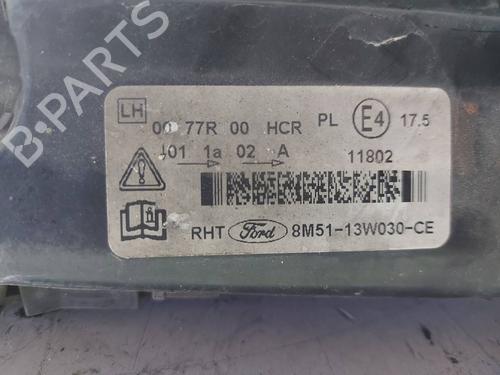 LH
00 77R 00 HCR PL E4 17.5
01 1a 02 A 11802
RHT Ford 8M51-13W030-CE
B-PARTS